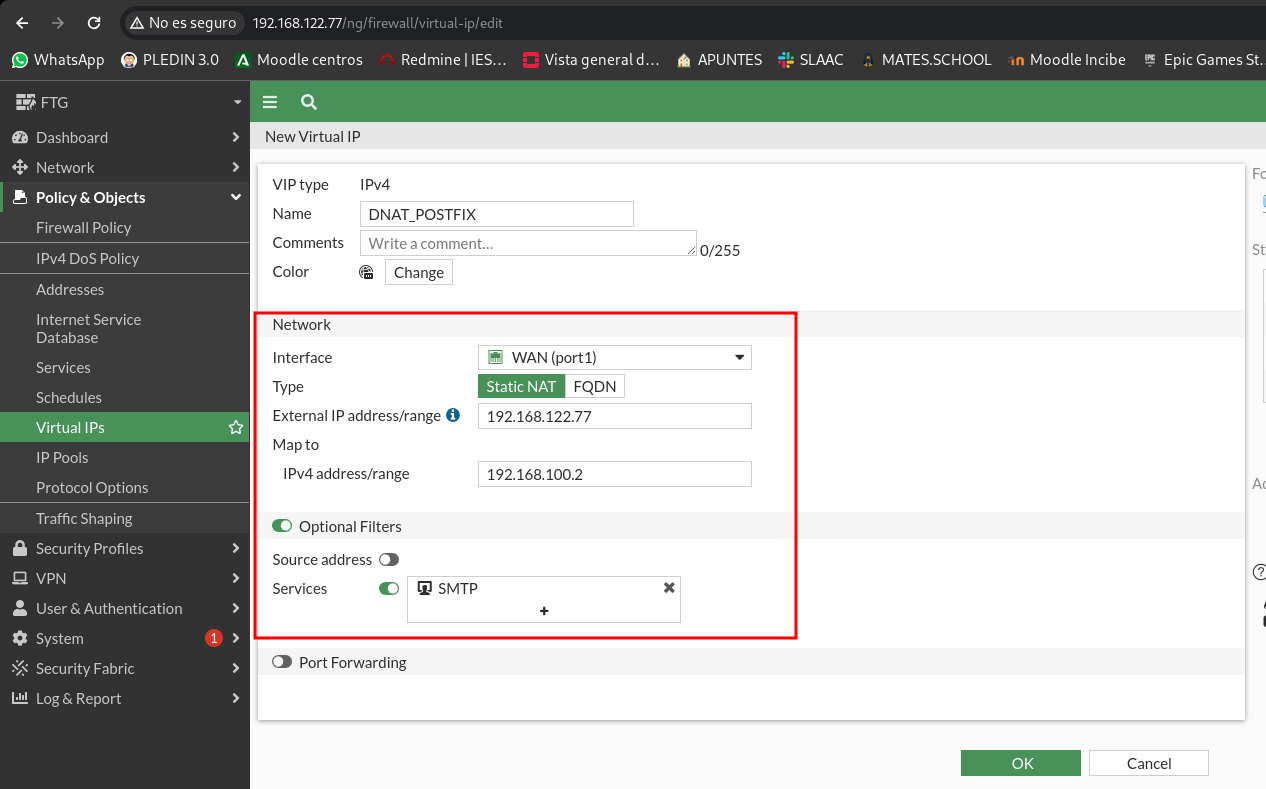 No es seguro 192.168.122.77/ng/firewall/virtual-ip/edit
WhatsApp PLEDIN 3.0 Moodle centros Redmine | IES... Vista general d... APUNTES SLAAC MATES.SCHOOL Moodle Incibe Epic Games St...
FTG
Dashboard
Network
Policy & Objects
Firewall Policy
IPv4 DoS Policy
Addresses
Internet Service
Database
Services
Schedules
Virtual IPs
IP Pools
Protocol Options
Traffic Shaping
Security Profiles
VPN
User & Authentication
System 1
Security Fabric
Log & Report
New Virtual IP
VIP type IPv4
Name DNAT_POSTFIX
Comments Write a comment... 0/255
Color Change
Network
Interface WAN (port1)
Type Static NAT FQDN
External IP address/range 192.168.122.77
Map to
IPv4 address/range 192.168.100.2
Optional Filters
Source address
Services SMTP
Port Forwarding
OK Cancel